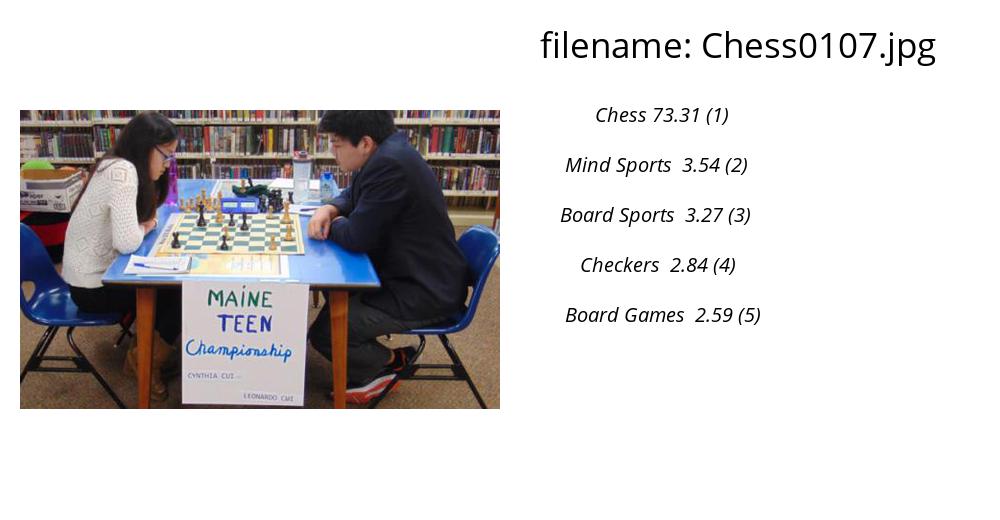 filename: Chess0107.jpg
Chess 73.31 (1)
Mind Sports 3.54 (2)
Board Sports 3.27 (3)
Checkers 2.84 (4)
Board Games 2.59 (5)
MAINE
TEEN
Championship
CYNTHIA CUI
LEONARDO CUI